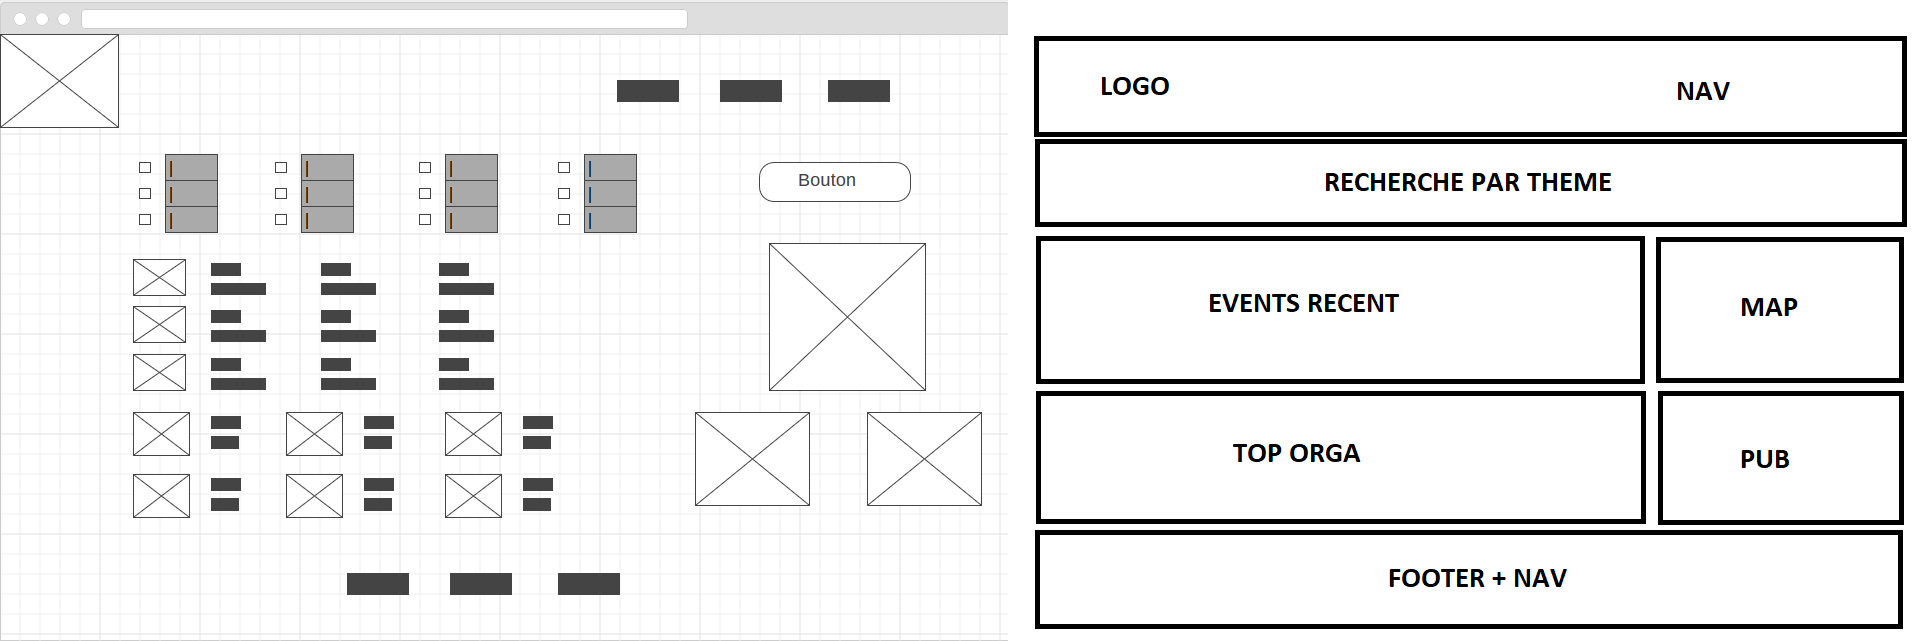 Bouton
LOGO
NAV
RECHERCHE PAR THEME
EVENTS RECENT
MAP
TOP ORGA
PUB
FOOTER + NAV